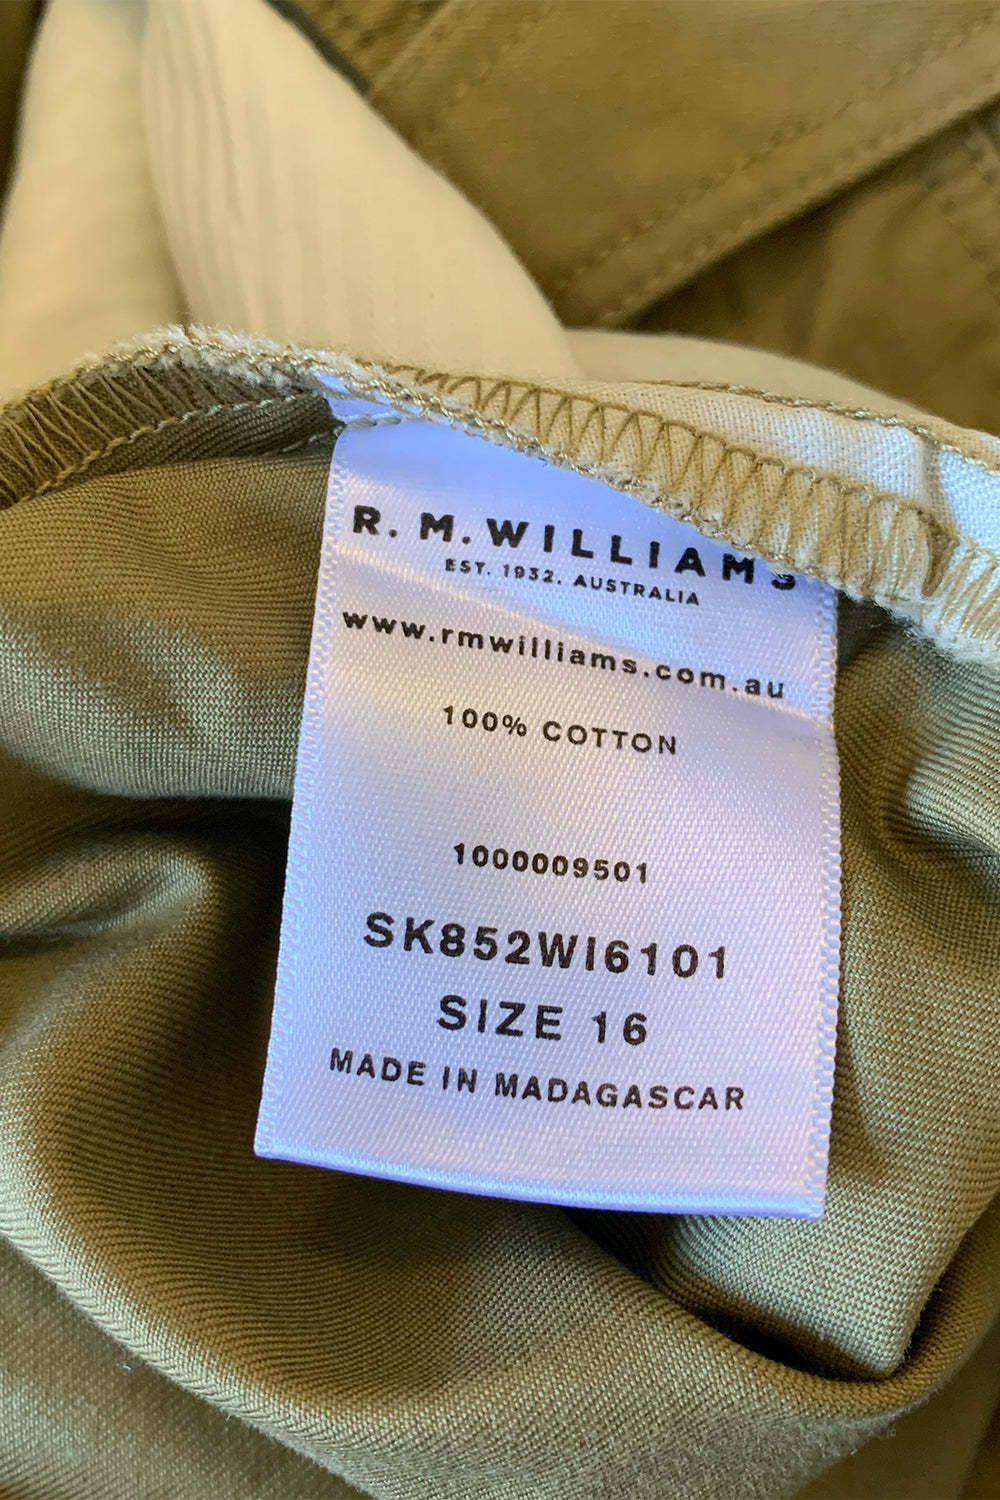 R. M. WILLIAMS
EST. 1932. AUSTRALIA
www.rmwilliams.com.au
100% COTTON
1000009501
SK852WI6101
SIZE 16
MADE IN MADAGASCAR